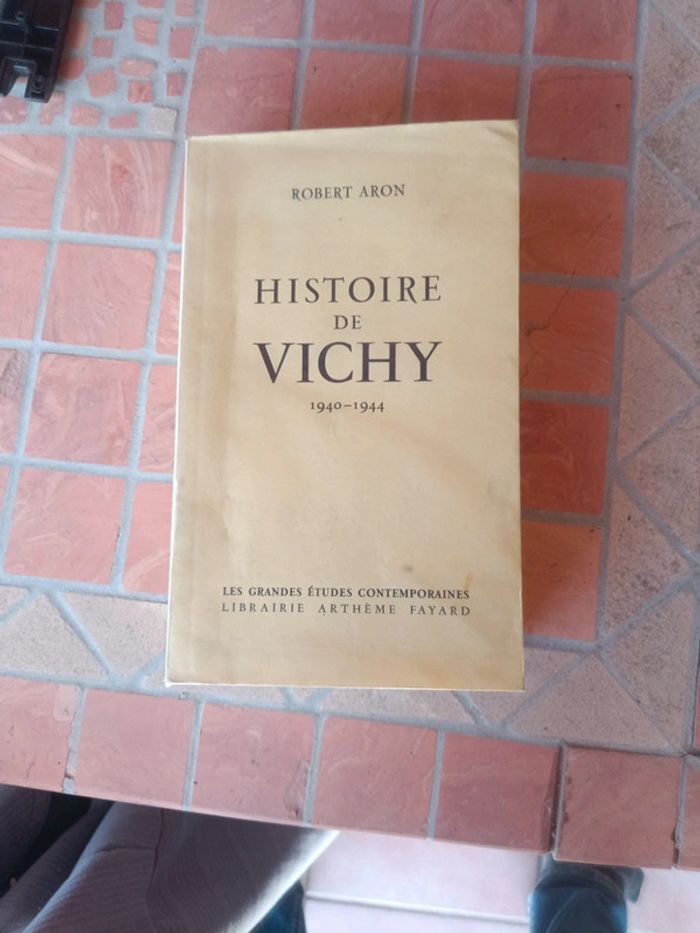 ROBERT ARON
HISTOIRE
DE
VICHY
1940-1944
LES GRANDES ÉTUDES CONTEMPORAINES
LIBRAIRIE ARTHÈME FAYARD